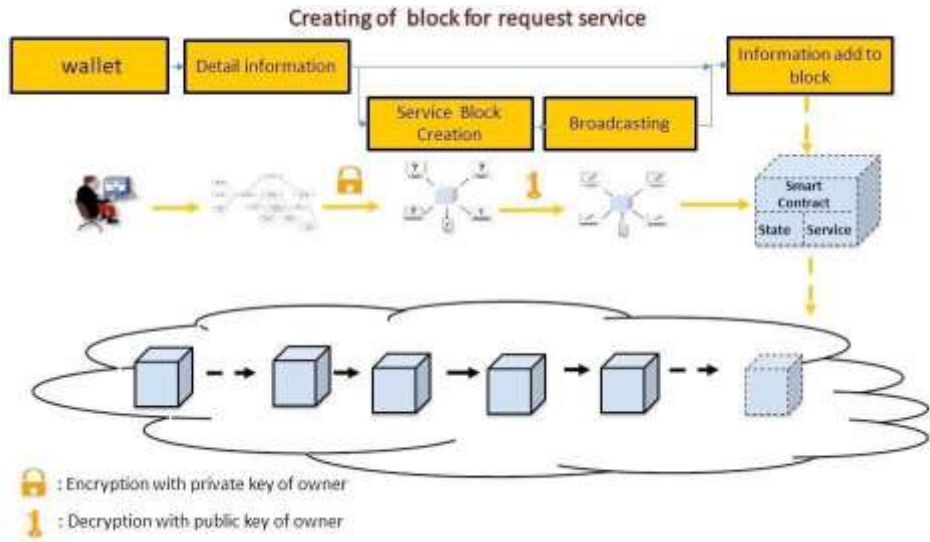 Creating of block for request service
wallet
Detail information
Information add to
block
Service Block
Creation
Broadcasting
Smart
Contract
State
Service
: Encryption with private key of owner
: Decryption with public key of owner